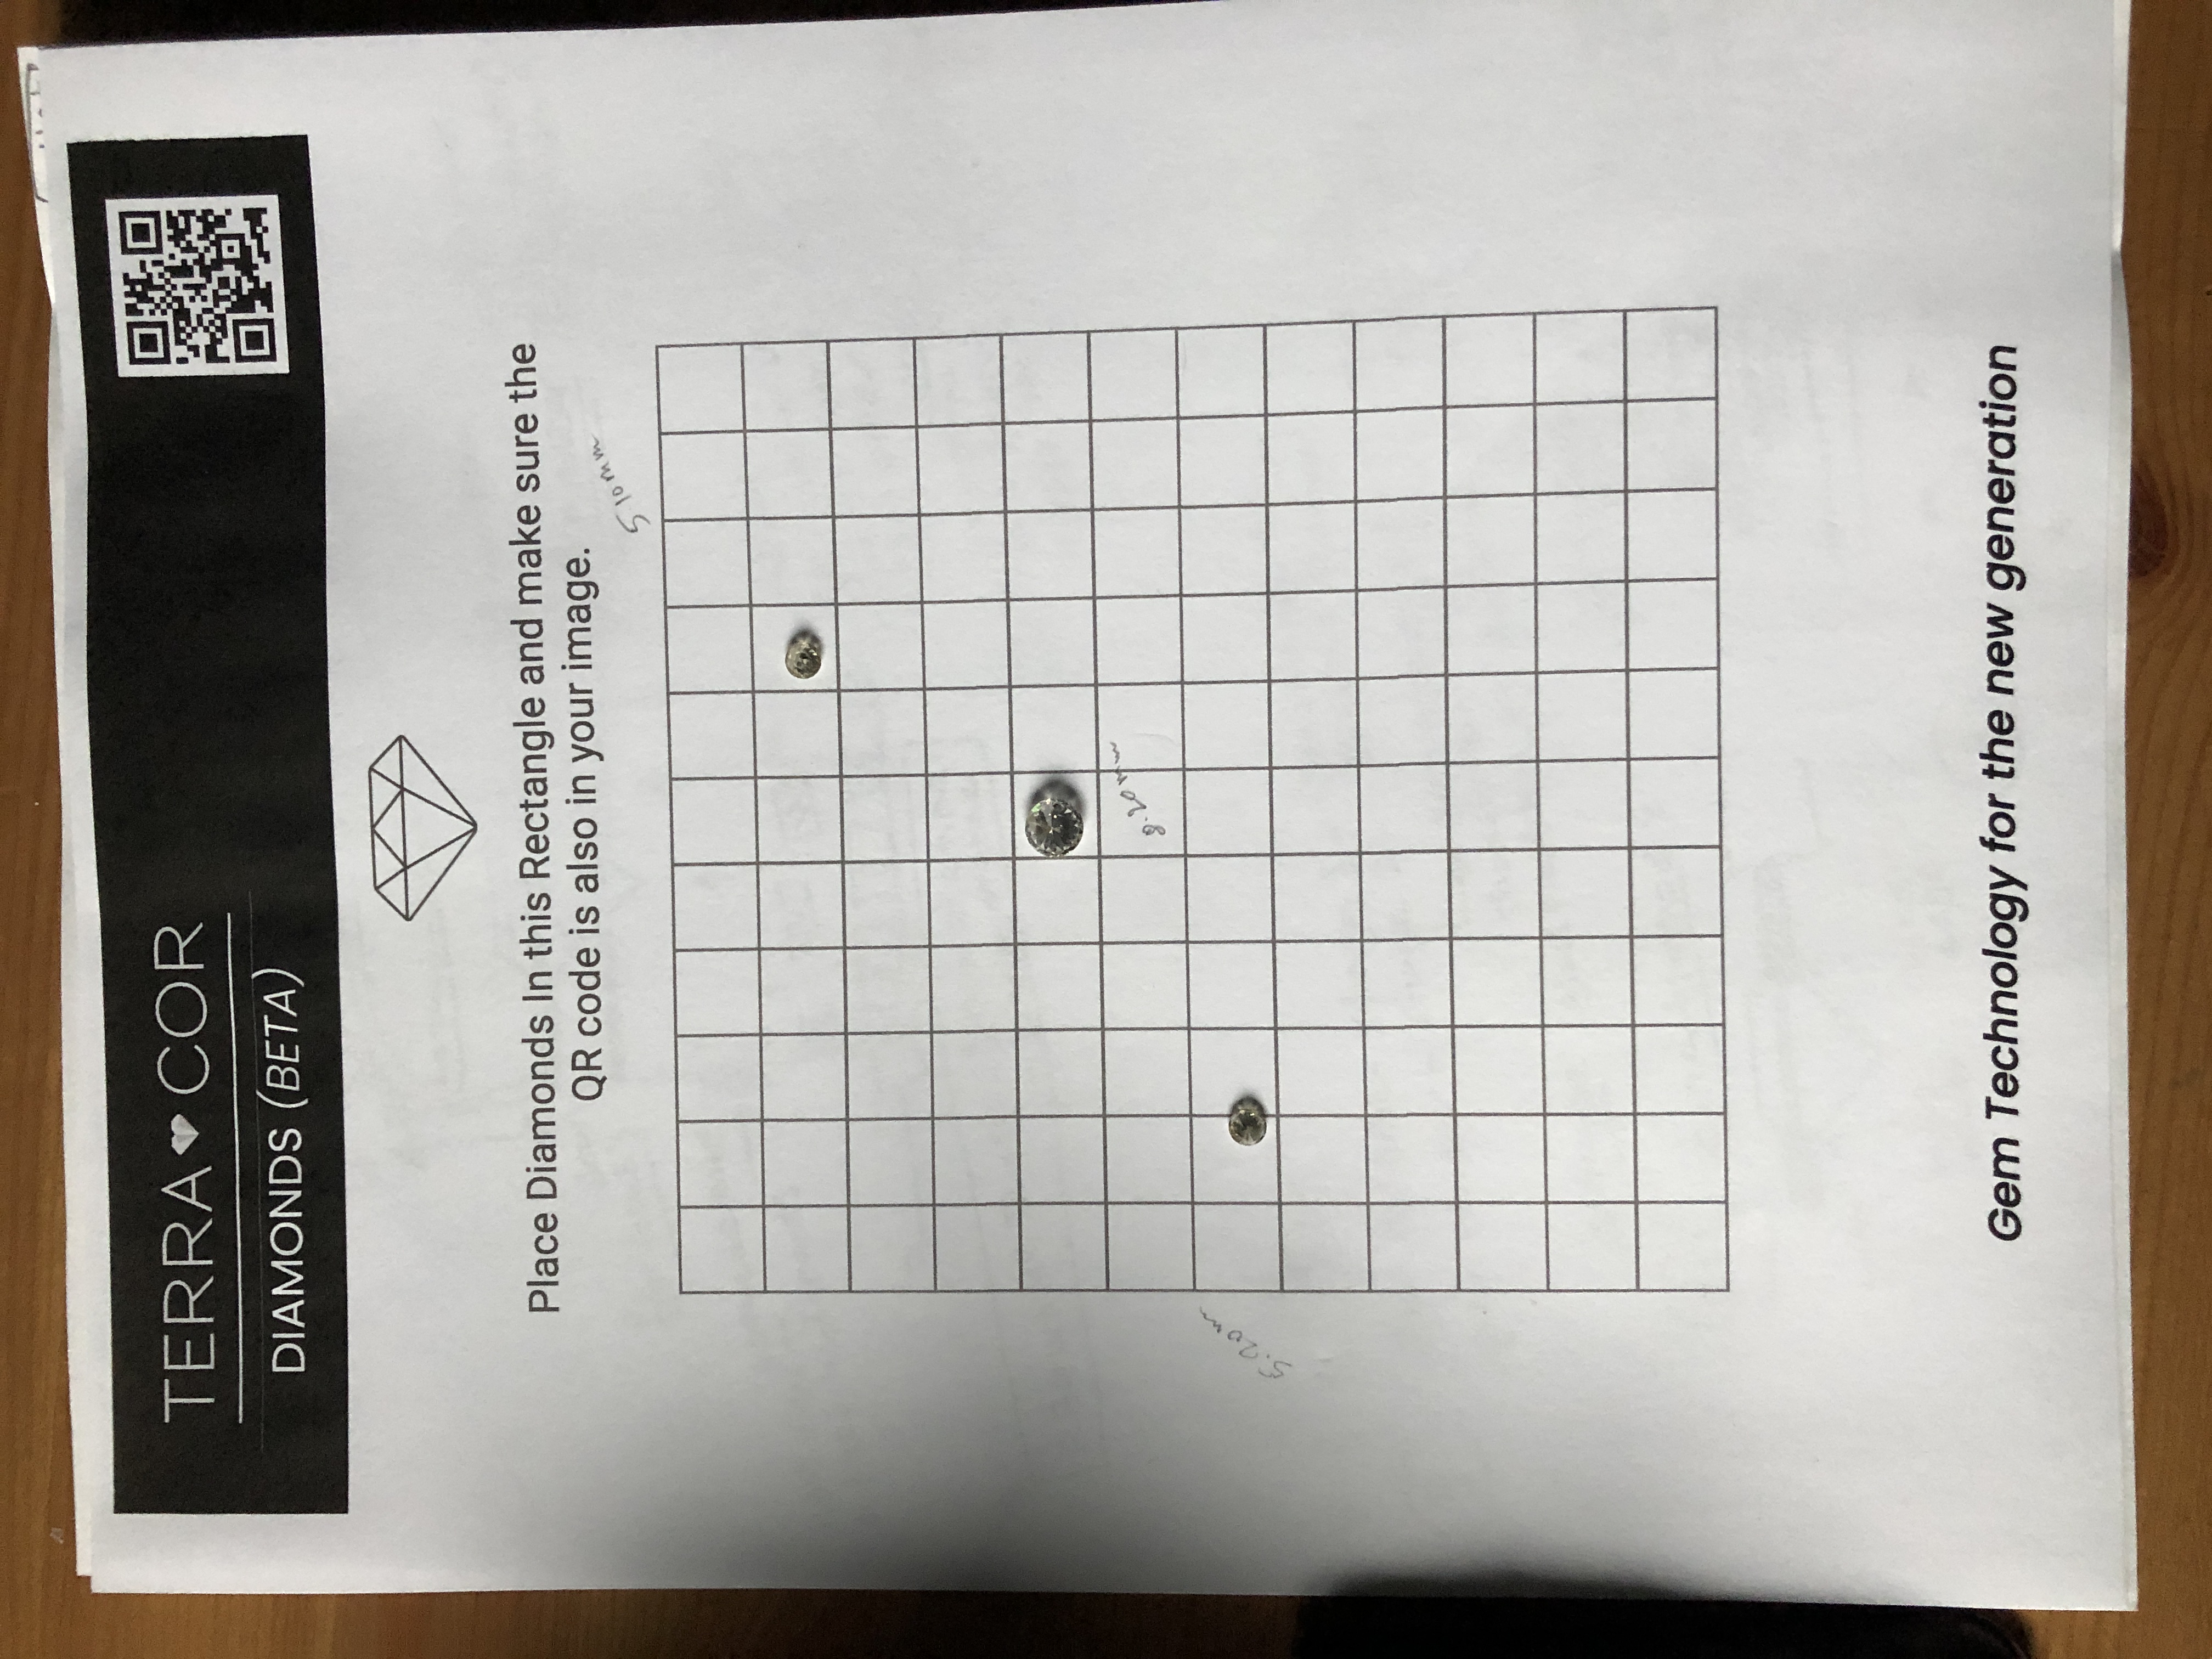 TERRA COR
DIAMONDS (BETA)
Place Diamonds In this Rectangle and make sure the
QR code is also in your image.
5 10mm
8.20mm
5.20m
Gem Technology for the new generation